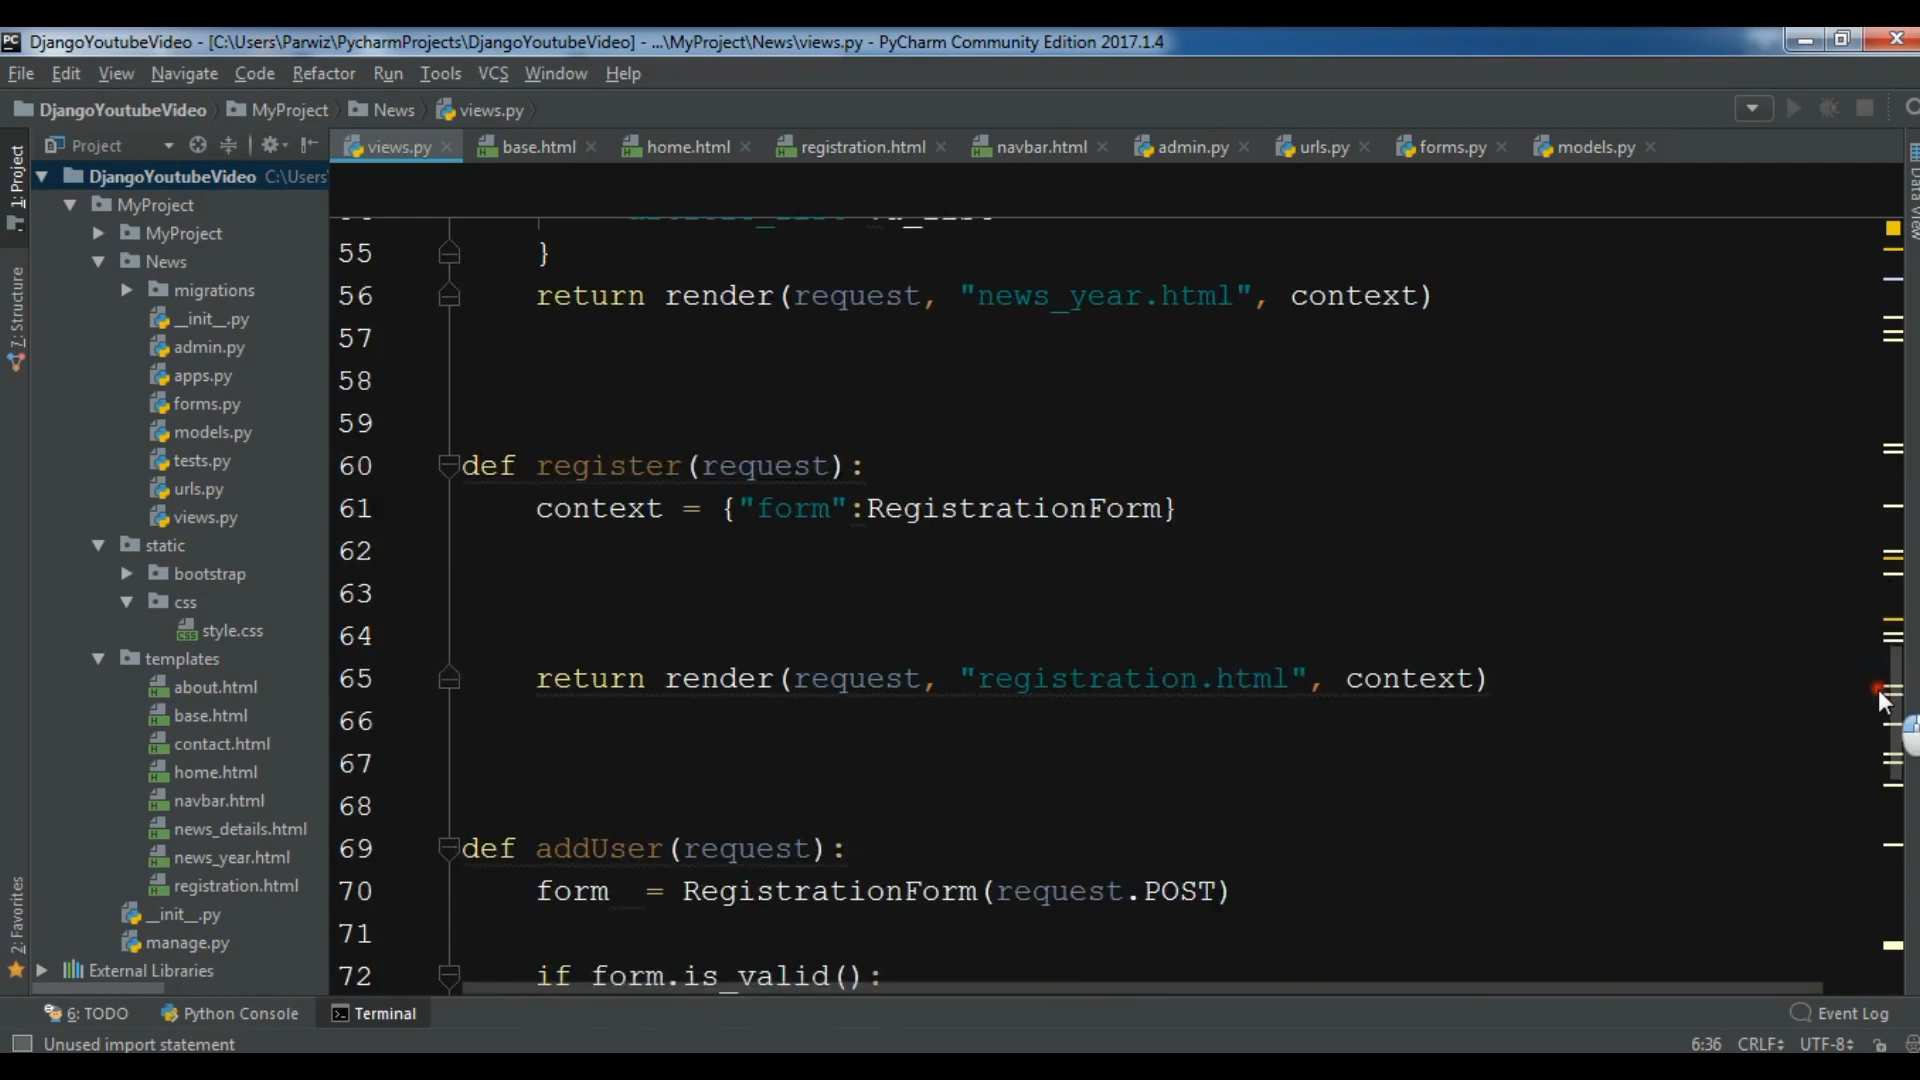 DjangoYoutubeVideo - [C:\Users\Parwiz\PycharmProjects\DjangoYoutubeVideo] - ...\MyProject\News\views.py - PyCharm Community Edition 2017.1.4
File Edit View Navigate Code Refactor Run Tools VCS Window Help
DjangoYoutubeVideo MyProject News views.py
Project
views.py base.html home.html registration.html navbar.html admin.py urls.py forms.py models.py
1: Project
7: Structure
2: Favorites
Data View
DjangoYoutubeVideo C:\Users
MyProject
MyProject
News
migrations
__init__.py
admin.py
apps.py
forms.py
models.py
tests.py
urls.py
views.py
static
bootstrap
css
style.css
templates
about.html
base.html
contact.html
home.html
navbar.html
news_details.html
news_year.html
registration.html
__init__.py
manage.py
External Libraries
55 }
56 return render(request, "news_year.html", context)
57
58
59
60 def register(request):
61 context = {"form":RegistrationForm}
62
63
64
65 return render(request, "registration.html", context)
66
67
68
69 def addUser(request):
70 form = RegistrationForm(request.POST)
71
72 if form.is_valid():
6: TODO Python Console Terminal Event Log
Unused import statement 6:36 CRLF UTF-8